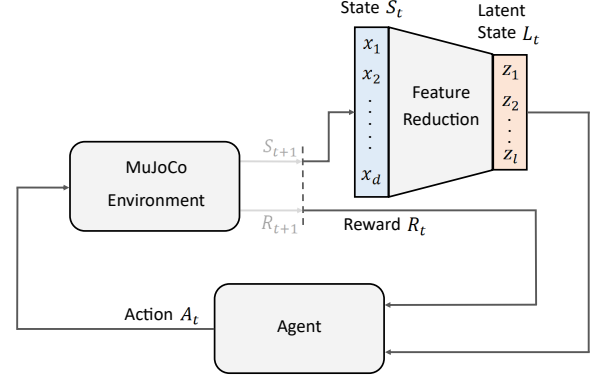 State S_t
Latent
State L_t
x_1
x_2
x_d
Feature
Reduction
z_1
z_2
z_l
MuJoCo
Environment
S_{t+1}
R_{t+1}
Reward R_t
Action A_t
Agent